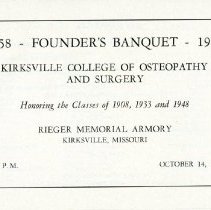 58 - FOUNDER'S BANQUET - 19
KIRKSVILLE COLLEGE OF OSTEOPATHY
AND SURGERY
Honoring the Classes of 1908, 1933 and 1948
RIEGER MEMORIAL ARMORY
KIRKSVILLE, MISSOURI
P.M. OCTOBER 14,